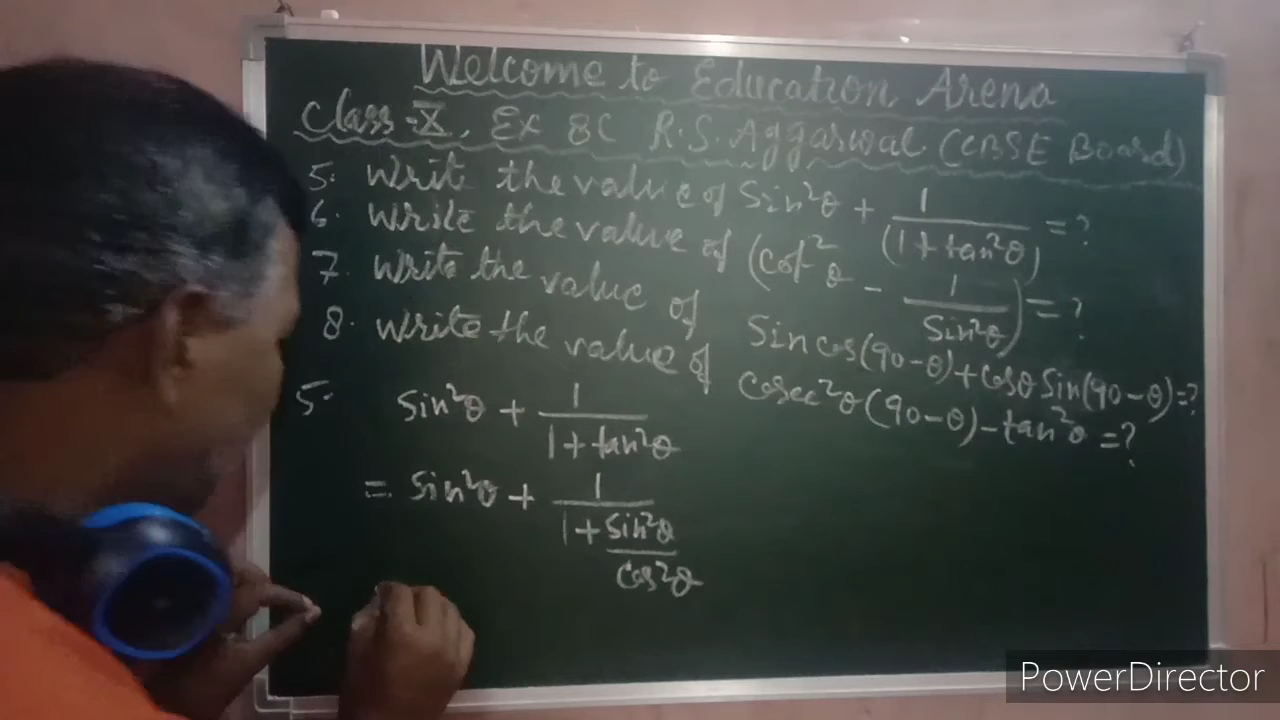 Welcome to Education Arena
Class-X, Ex 8C R.S. Aggarwal (CBSE Board)
5. Write the value of Sin²θ + 1/(1+tan²θ) = ?
6. Write the value of (Cot²θ - 1/Sin²θ) = ?
7. Write the value of Sin cos(90-θ)+cosθ Sin(90-θ)=?
8. Write the value of Cosec²θ(90-θ)-tan²θ =?
5. Sin²θ + 1/1+tan²θ
= Sin²θ + 1/1+Sin²θ/Cos²θ
PowerDirector